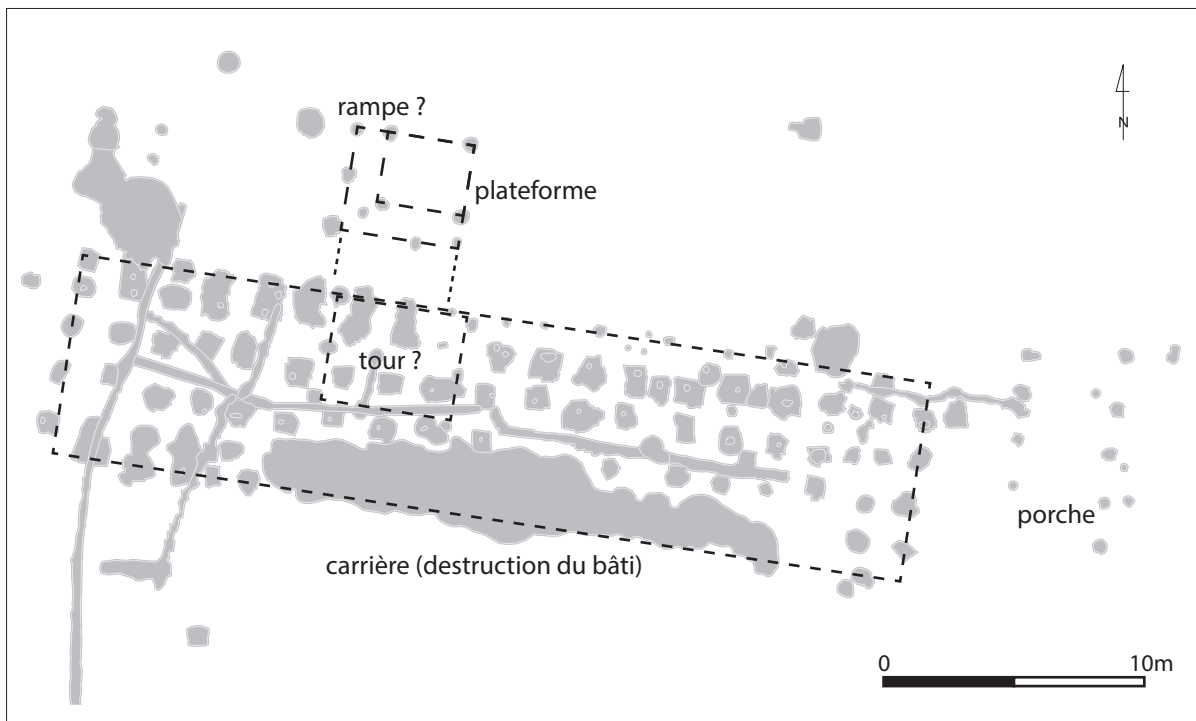 rampe ?
N
plateforme
tour ?
porche
carrière (destruction du bâti)
0 10m